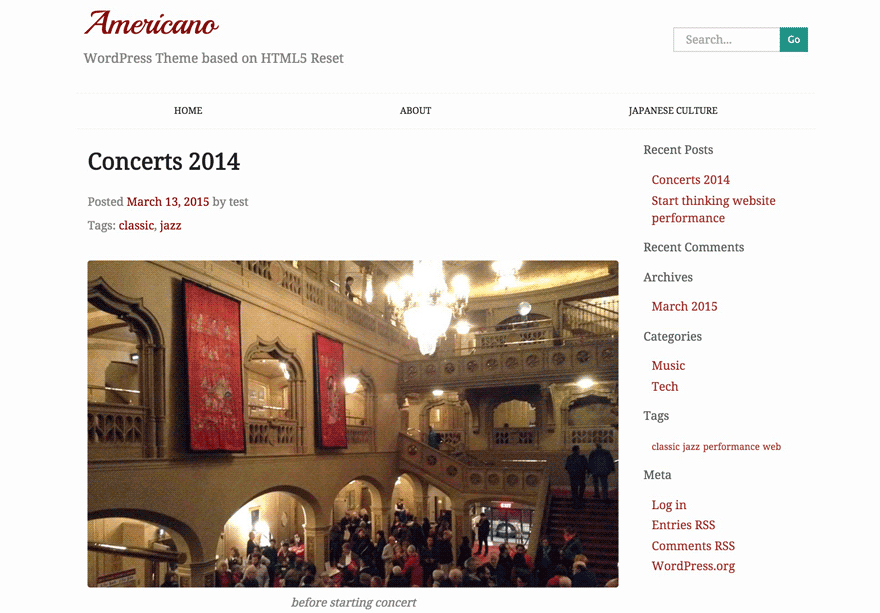 Americano
WordPress Theme based on HTML5 Reset
Search...
Go
HOME
ABOUT
JAPANESE CULTURE
Concerts 2014
Posted March 13, 2015 by test
Tags: classic, jazz
before starting concert
Recent Posts
Concerts 2014
Start thinking website
performance
Recent Comments
Archives
March 2015
Categories
Music
Tech
Tags
classic jazz performance web
Meta
Log in
Entries RSS
Comments RSS
WordPress.org